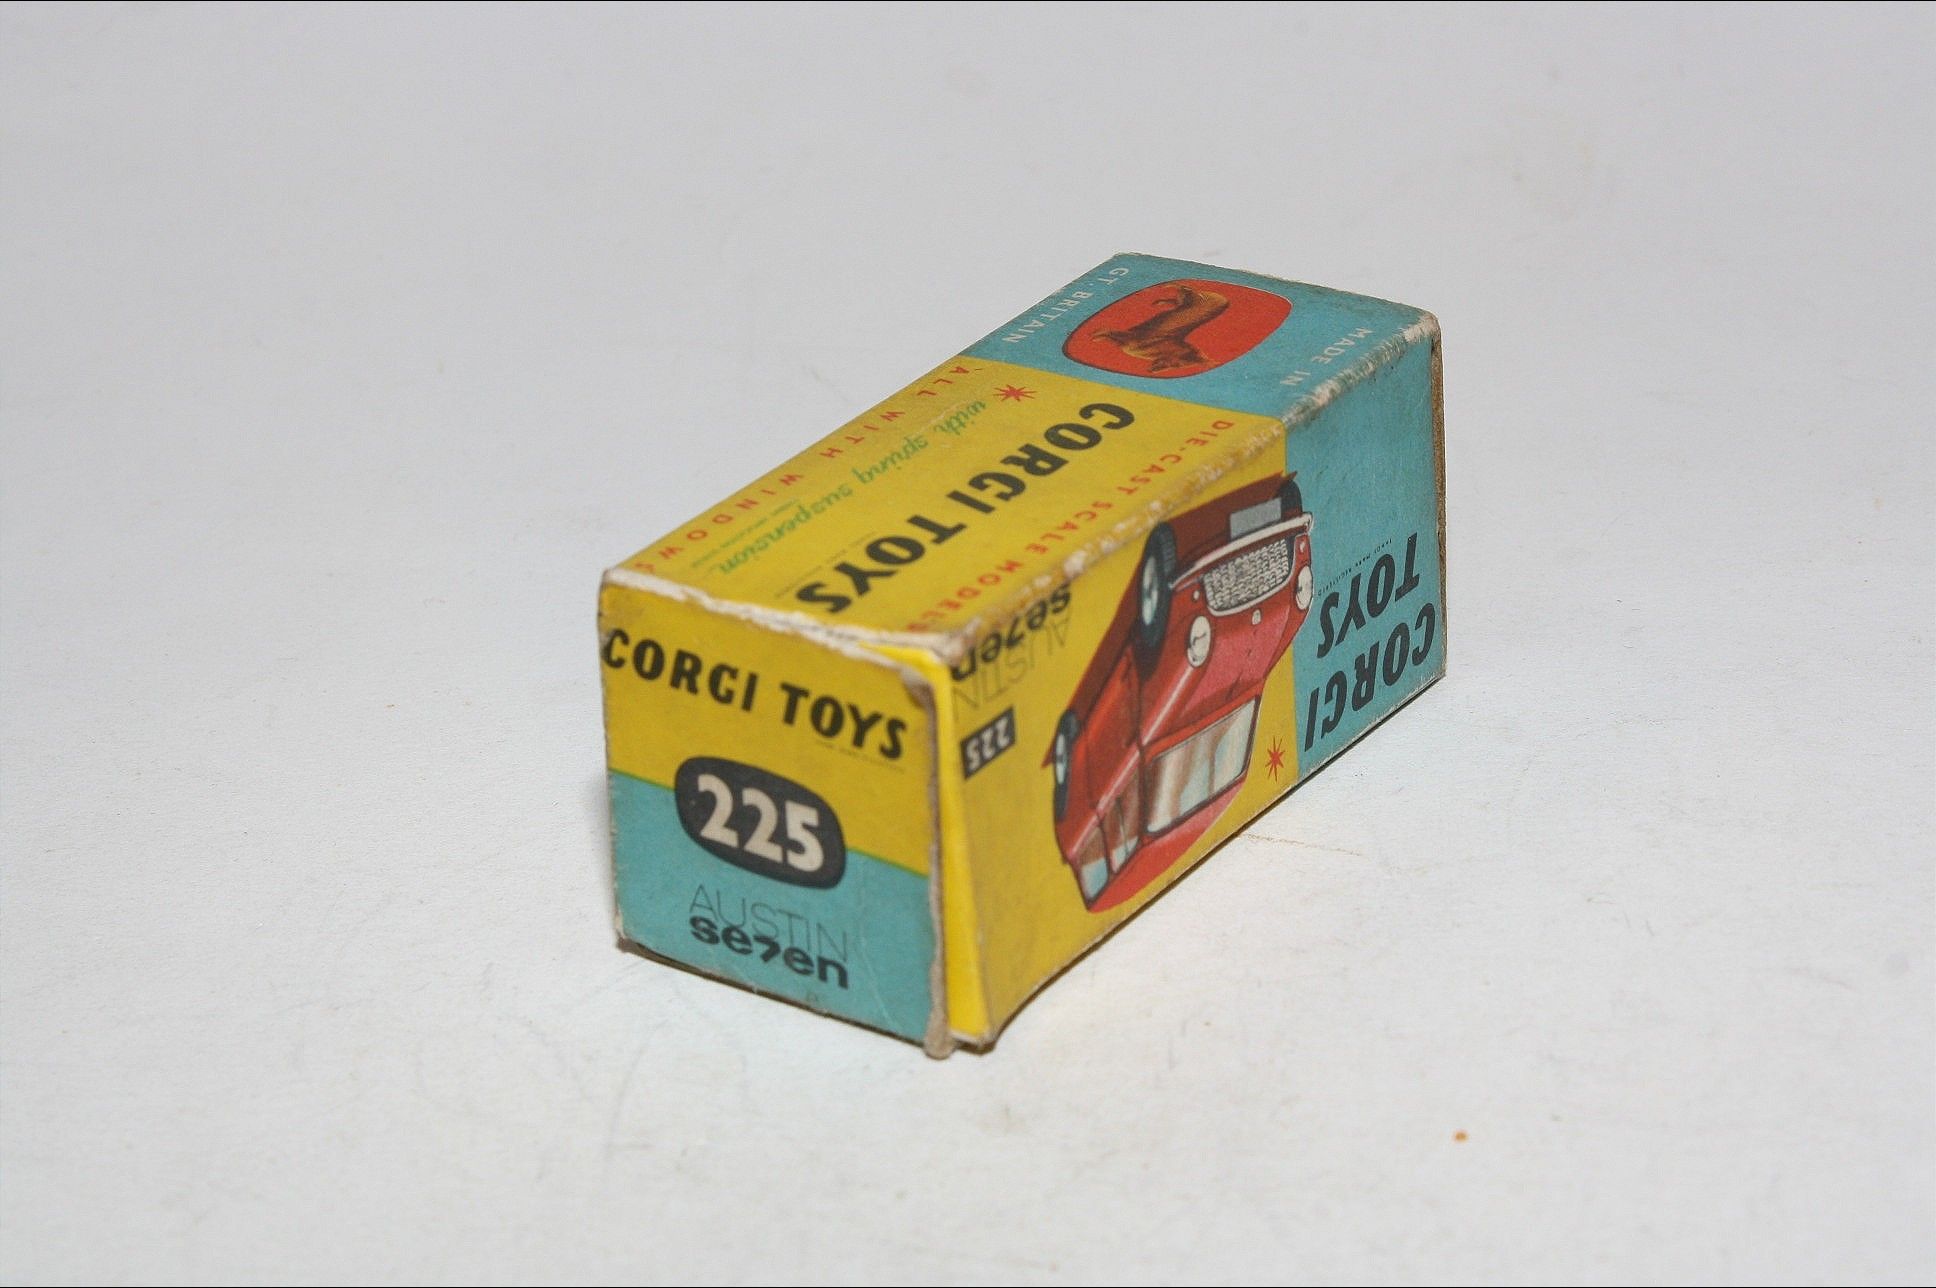 CORGI TOYS
225
AUSTIN
se7en
GT. BRITAIN
MADE IN
'ALL WITH WINDOWS
with spring suspension
CORGI TOYS
DIE-CAST SCALE MODELS
AUSTIN
se7en
225
CORGI
TOYS